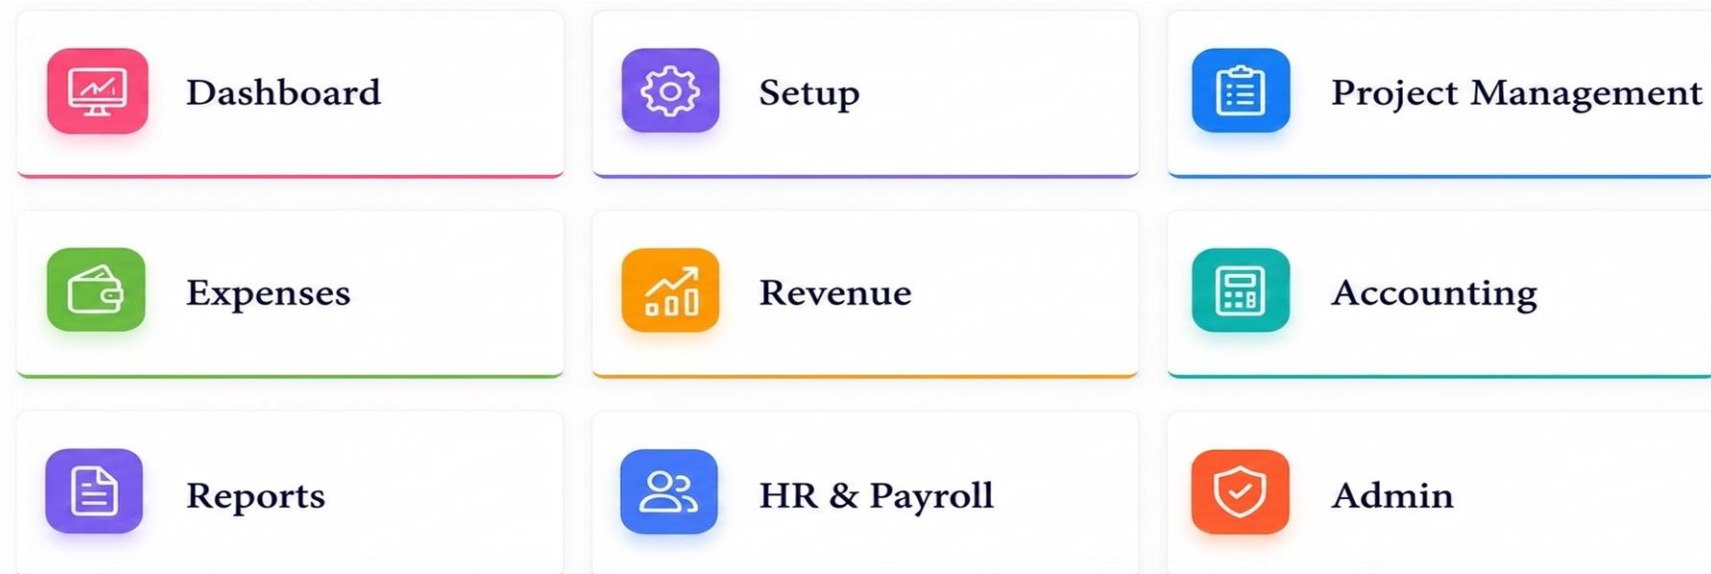 Dashboard
Setup
Project Management
Expenses
Revenue
Accounting
Reports
HR & Payroll
Admin